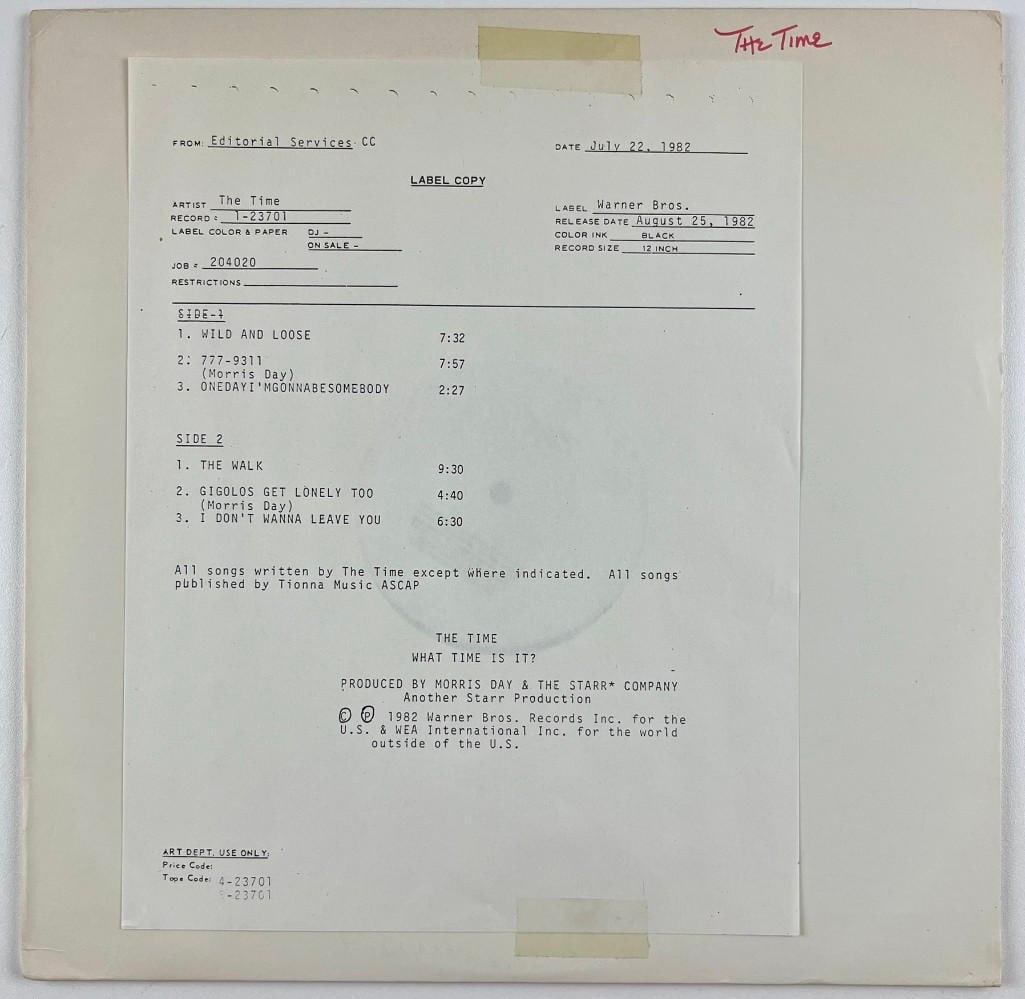 THE TIME
FROM: Editorial Services CC
DATE July 22, 1982
LABEL COPY
ARTIST The Time
LABEL Warner Bros.
RECORD # 1-23701
RELEASE DATE August 25, 1982
LABEL COLOR & PAPER DJ -
COLOR INK BLACK
ON SALE -
RECORD SIZE 12 INCH
JOB # 204020
RESTRICTIONS
SIDE-1
1. WILD AND LOOSE 7:32
2. 777-9311 7:57
(Morris Day)
3. ONEDAYI'MGONNABESOMEBODY 2:27
SIDE 2
1. THE WALK 9:30
2. GIGOLOS GET LONELY TOO 4:40
(Morris Day)
3. I DON'T WANNA LEAVE YOU 6:30
All songs written by The Time except where indicated. All songs
published by Tionna Music ASCAP
THE TIME
WHAT TIME IS IT?
PRODUCED BY MORRIS DAY & THE STARR* COMPANY
Another Starr Production
© ℗ 1982 Warner Bros. Records Inc. for the
U.S. & WEA International Inc. for the world
outside of the U.S.
ART DEPT. USE ONLY:
Price Code:
Tape Code: 4-23701
-23701